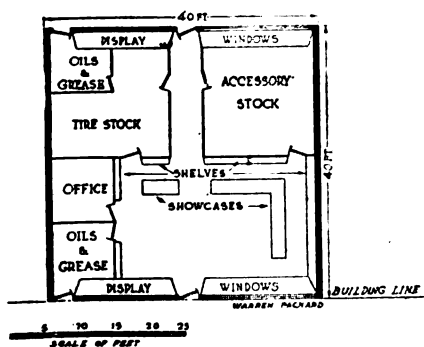 40 FT
DISPLAY
WINDOWS
OILS
&
GREASE
ACCESSORY
STOCK
TIRE STOCK
40 FT
SHELVES
OFFICE
SHOWCASES
OILS
&
GREASE
DISPLAY
WINDOWS
BUILDING LINE
WARREN PACKARD
5 10 15 20 25
SCALE OF FEET